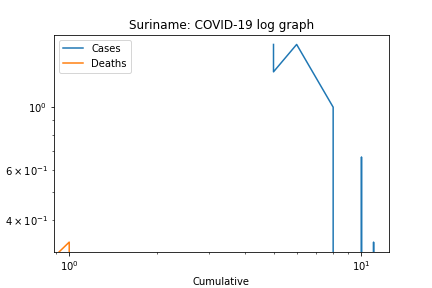 Suriname: COVID-19 log graph
Cases
Deaths
10⁰
6 × 10⁻¹
4 × 10⁻¹
10⁰ 10¹
Cumulative